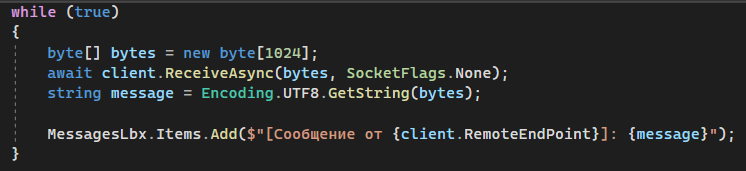 while (true)
{
byte[] bytes = new byte[1024];
await client.ReceiveAsync(bytes, SocketFlags.None);
string message = Encoding.UTF8.GetString(bytes);
MessagesLbx.Items.Add($"[Сообщение от {client.RemoteEndPoint}]: {message}");
}